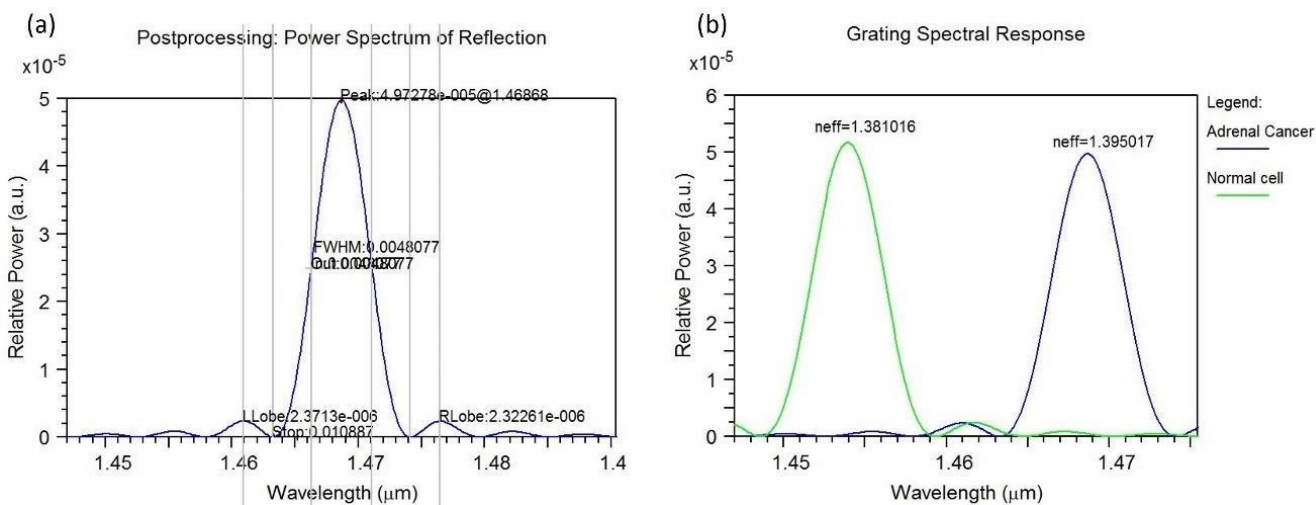 (a)
Postprocessing: Power Spectrum of Reflection
x10-5
5
4
3
2
1
0
Relative Power (a.u.)
Peak:4.97278e-005@1.46868
FWHM:0.0048077
LLobe:2.3713e-006
RLobe:2.32261e-006
Stop:0.010887
1.45
1.46
1.47
1.48
1.4
Wavelength (μm)
(b)
Grating Spectral Response
x10-5
6
5
4
3
2
1
0
Relative Power (a.u.)
neff=1.381016
neff=1.395017
1.45
1.46
1.47
Wavelength (μm)
Legend:
Adrenal Cancer
Normal cell